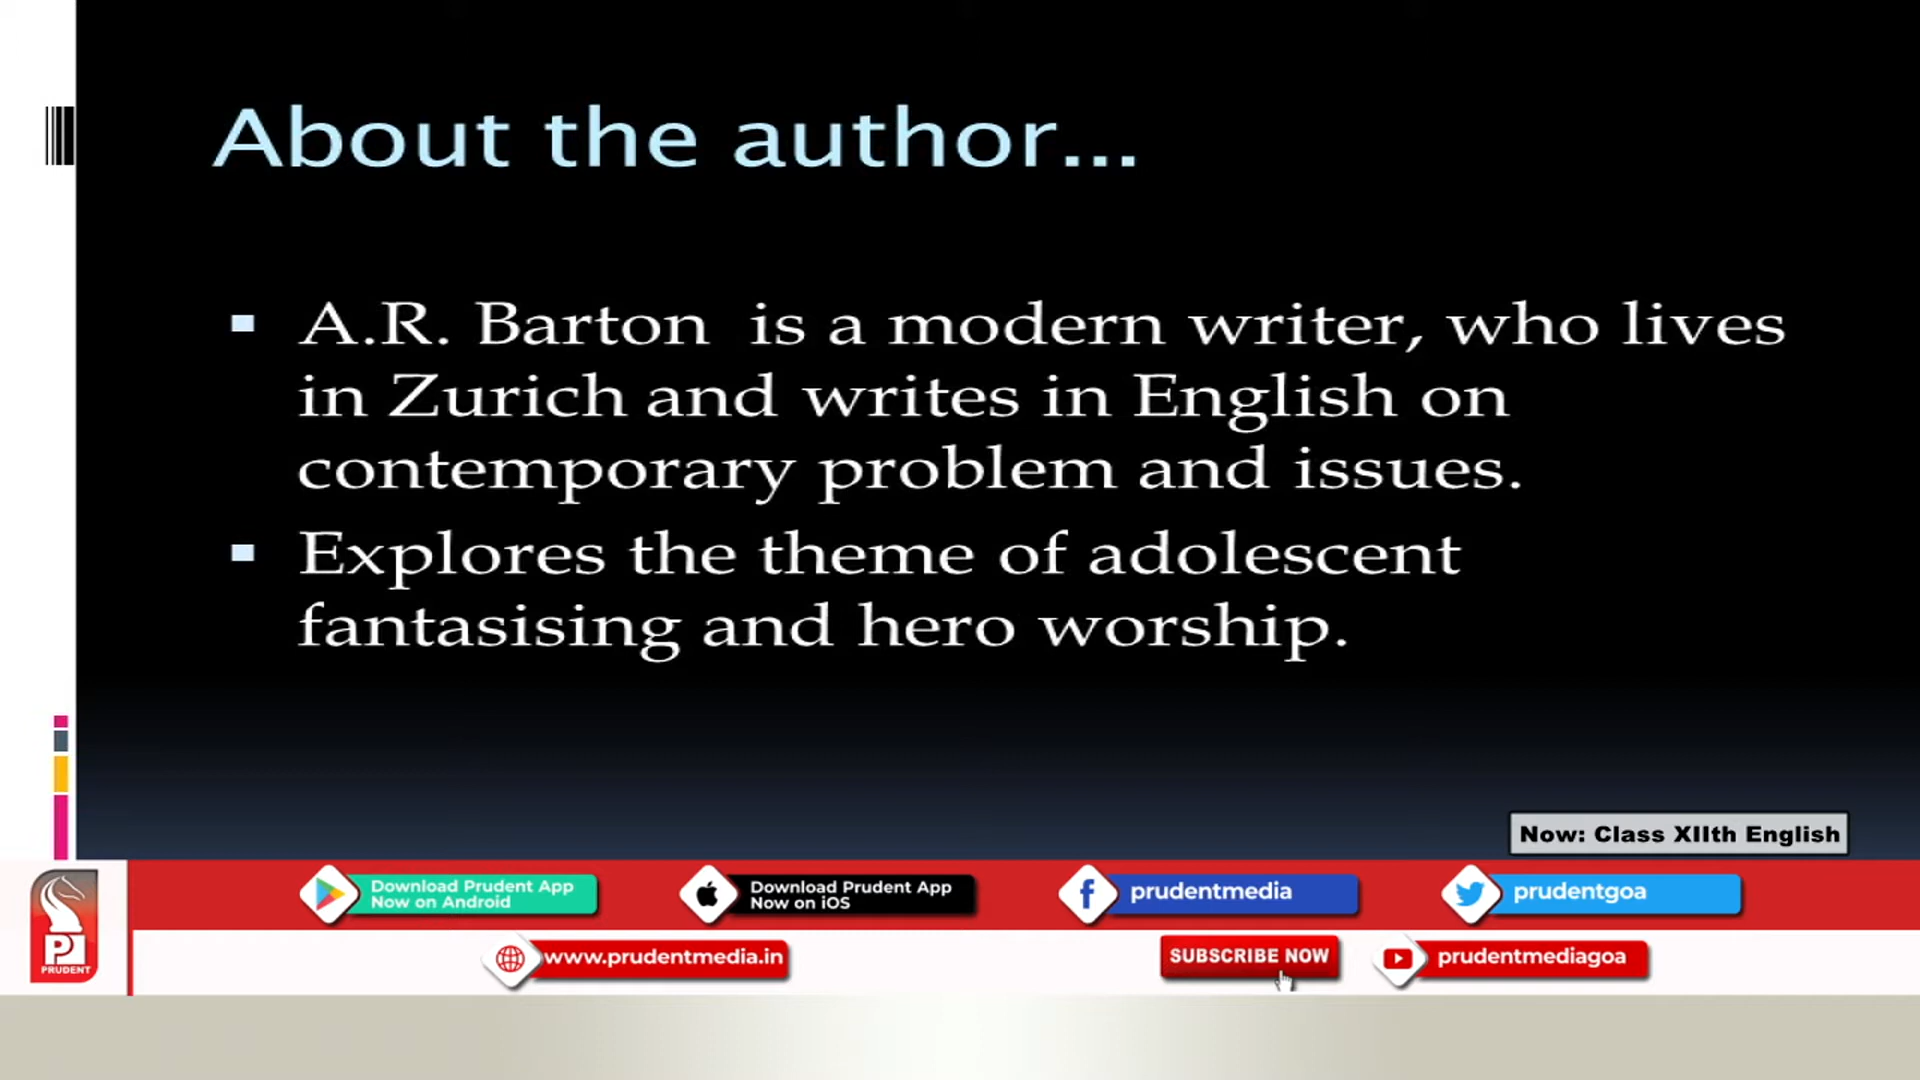 About the author...
A.R. Barton is a modern writer, who lives
in Zurich and writes in English on
contemporary problem and issues.
Explores the theme of adolescent
fantasising and hero worship.
Now: Class XIIth English
Download Prudent App
Now on Android
Download Prudent App
Now on iOS
prudentmedia
prudentgoa
PRUDENT
www.prudentmedia.in
SUBSCRIBE NOW
prudentmediagoa